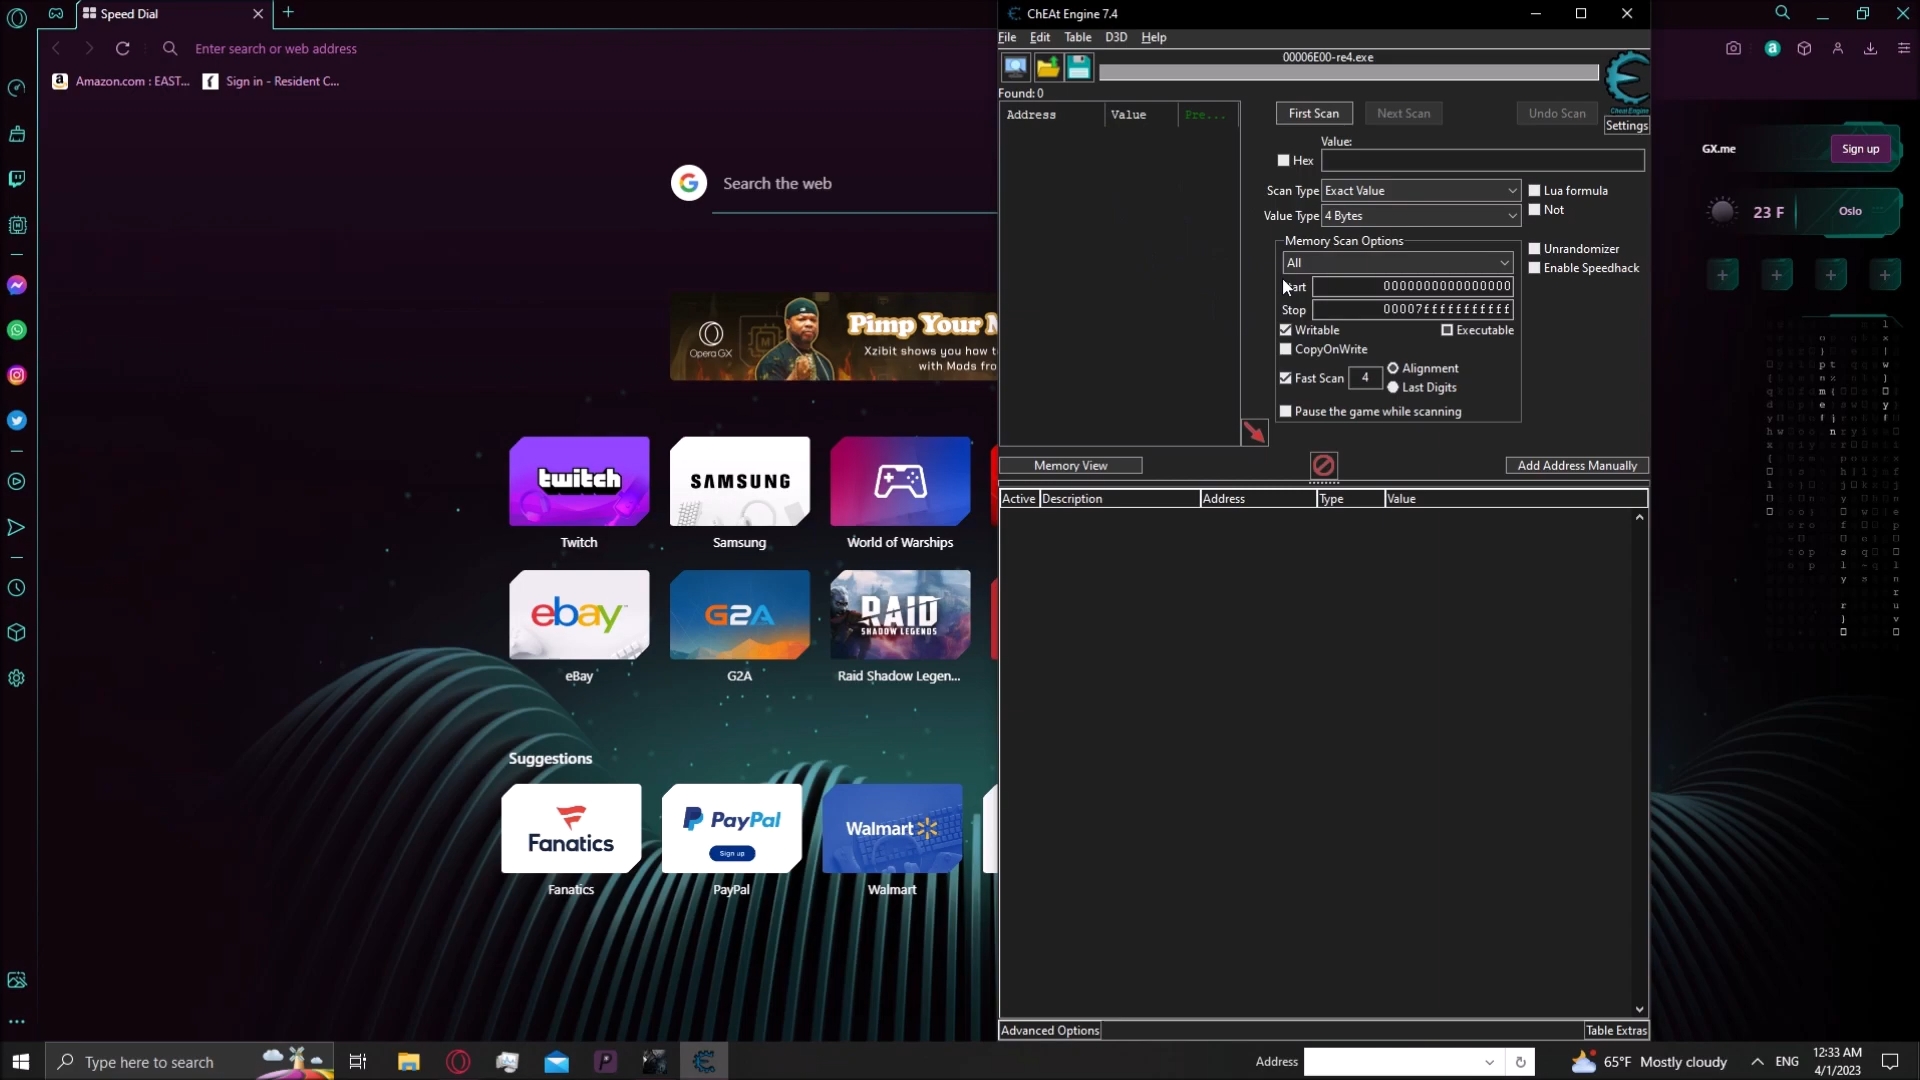 Speed Dial
Enter search or web address
Amazon.com : EAST...
Sign in - Resident C...
Search the web
Opera GX
Pimp Your M
Xzibit shows you how t
with Mods fro
twitch
Twitch
SAMSUNG
Samsung
World of Warships
ebay
eBay
G2A
G2A
RAID
SHADOW LEGENDS
Raid Shadow Legen...
Suggestions
Fanatics
Fanatics
PayPal
Sign up
PayPal
Walmart
Walmart
ChEAt Engine 7.4
File Edit Table D3D Help
00006E00-re4.exe
Found: 0
Cheat Engine
Settings
Address Value Pre...
First Scan Next Scan Undo Scan
Value:
Hex
Scan Type Exact Value
Lua formula
Value Type 4 Bytes
Not
Memory Scan Options
All
Unrandomizer
Enable Speedhack
art 0000000000000000
Stop 00007fffffffffff
Writable Executable
CopyOnWrite
Fast Scan 4 Alignment
Last Digits
Pause the game while scanning
Memory View
Add Address Manually
Active Description Address Type Value
Advanced Options
Table Extras
GX.me
Sign up
23 F
Oslo
Type here to search
Address
65°F Mostly cloudy
ENG
12:33 AM
4/1/2023